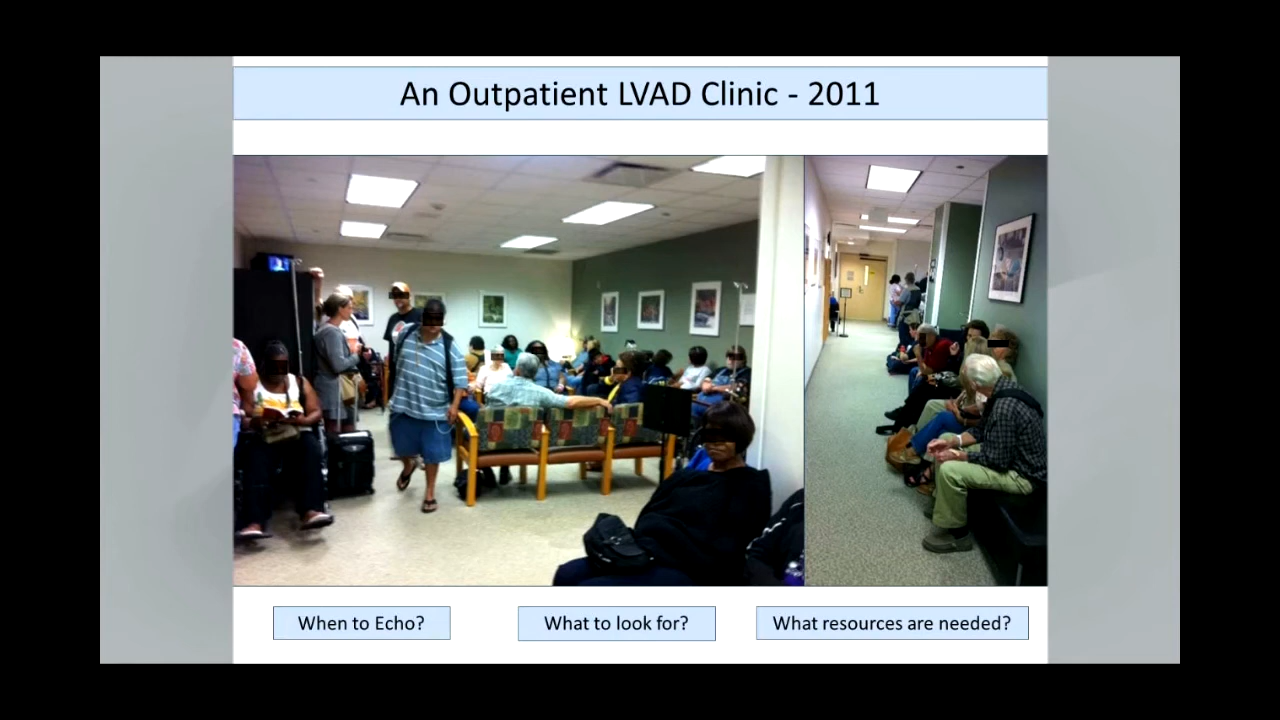 An Outpatient LVAD Clinic - 2011
When to Echo?
What to look for?
What resources are needed?